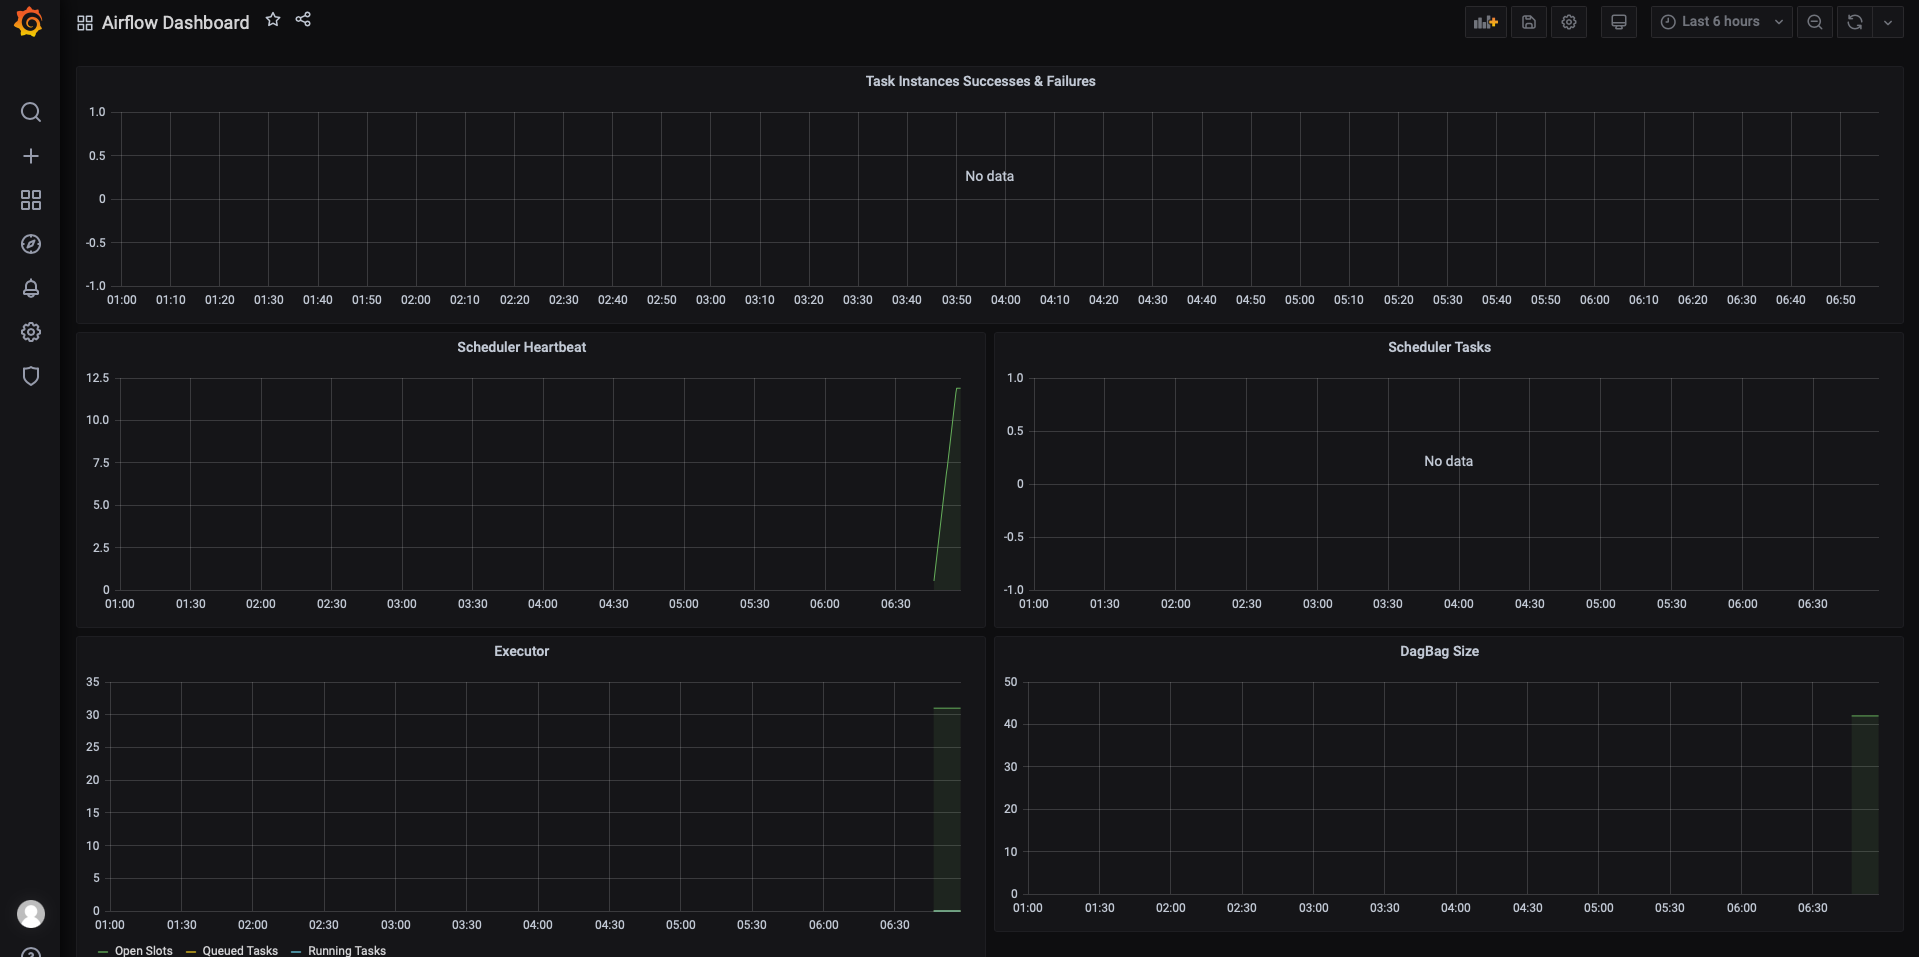 Airflow Dashboard
Last 6 hours
Task Instances Successes & Failures
1.0
0.5
No data
0
-0.5
-1.0
01:00 01:10 01:20 01:30 01:40 01:50 02:00 02:10 02:20 02:30 02:40 02:50 03:00 03:10 03:20 03:30 03:40 03:50 04:00 04:10 04:20 04:30 04:40 04:50 05:00 05:10 05:20 05:30 05:40 05:50 06:00 06:10 06:20 06:30 06:40 06:50
Scheduler Heartbeat
12.5
10.0
7.5
5.0
2.5
0
01:00 01:30 02:00 02:30 03:00 03:30 04:00 04:30 05:00 05:30 06:00 06:30
Scheduler Tasks
1.0
0.5
No data
0
-0.5
-1.0
01:00 01:30 02:00 02:30 03:00 03:30 04:00 04:30 05:00 05:30 06:00 06:30
Executor
35
30
25
20
15
10
5
0
01:00 01:30 02:00 02:30 03:00 03:30 04:00 04:30 05:00 05:30 06:00 06:30
Open Slots Queued Tasks Running Tasks
DagBag Size
50
40
30
20
10
0
01:00 01:30 02:00 02:30 03:00 03:30 04:00 04:30 05:00 05:30 06:00 06:30